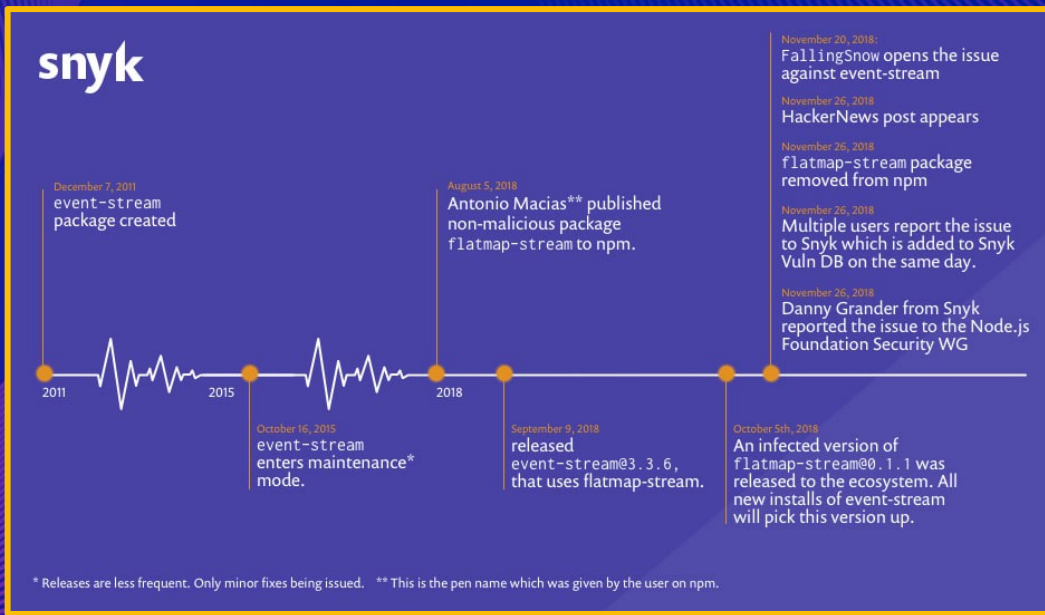 snyk
December 7, 2011
event-stream
package created
2011
2015
October 16, 2015
event-stream
enters maintenance*
mode.
August 5, 2018
Antonio Macias** published
non-malicious package
flatmap-stream to npm.
2018
September 9, 2018
released
event-stream@3.3.6,
that uses flatmap-stream.
October 5th, 2018
An infected version of
flatmap-stream@0.1.1 was
released to the ecosystem. All
new installs of event-stream
will pick this version up.
November 20, 2018:
FallingSnow opens the issue
against event-stream
November 26, 2018
HackerNews post appears
November 26, 2018
flatmap-stream package
removed from npm
November 26, 2018
Multiple users report the issue
to Snyk which is added to Snyk
Vuln DB on the same day.
November 26, 2018
Danny Grander from Snyk
reported the issue to the Node.js
Foundation Security WG
* Releases are less frequent. Only minor fixes being issued. ** This is the pen name which was given by the user on npm.